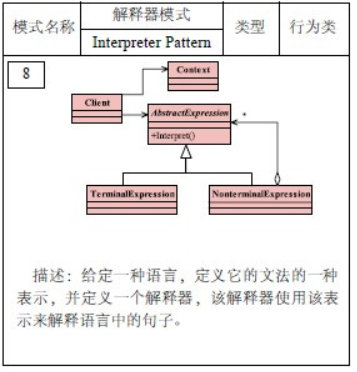 模式名称
解释器模式
Interpreter Pattern
类型
行为类
8
Context
Client
AbstractExpression
+Interpret()
*
TerminalExpression
NonterminalExpression
描述：给定一种语言，定义它的文法的一种
表示，并定义一个解释器，该解释器使用该表
示来解释语言中的句子。